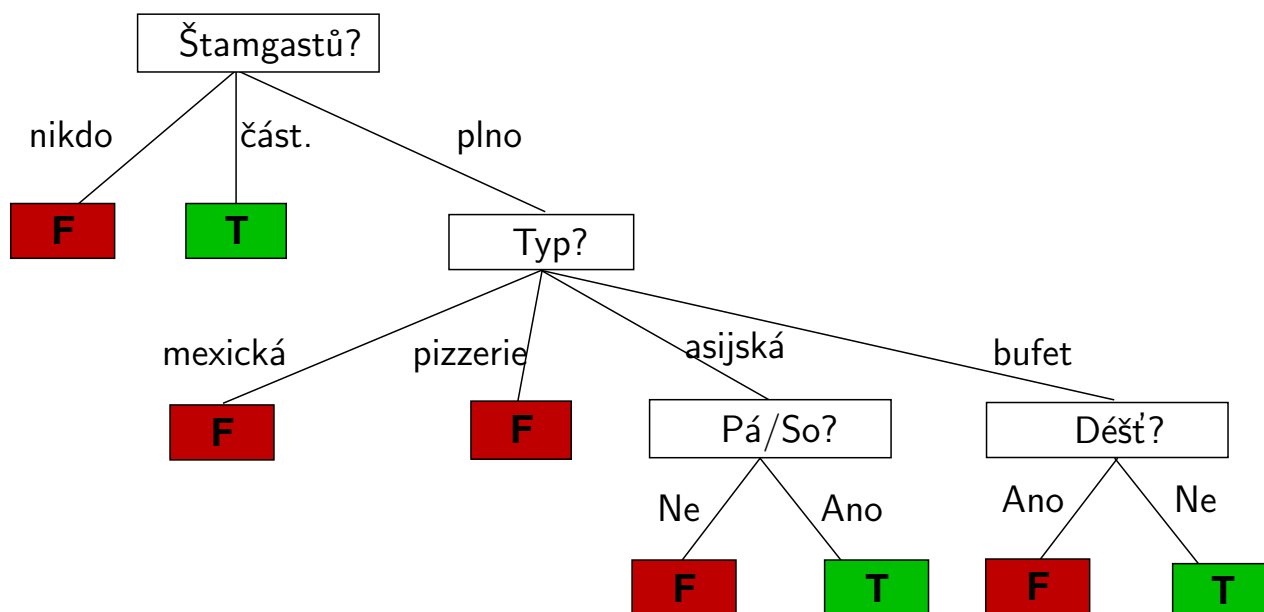 Štamgastů?
nikdo část. plno
F T
Typ?
mexická pizzerie asijská bufet
F F Pá/So? Déšť?
Ne Ano Ano Ne
F T F T